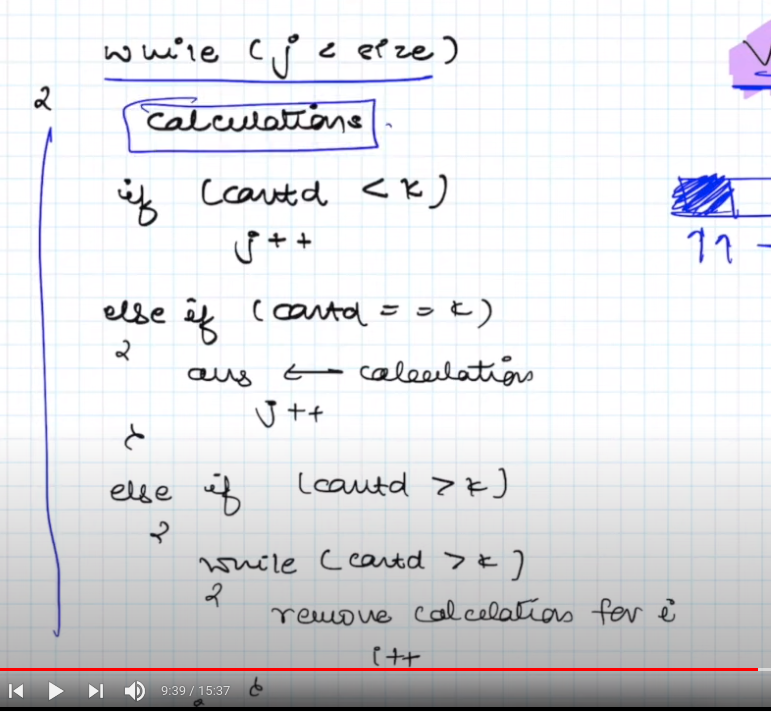 while (j < size)
{
calculations
if (cond < k)
j++
else if (cond == k)
{
ans ← calculation
j++
}
else if (cond > k)
{
while (cond > k)
{
remove calculations for i
i++
}
9:39 / 15:37